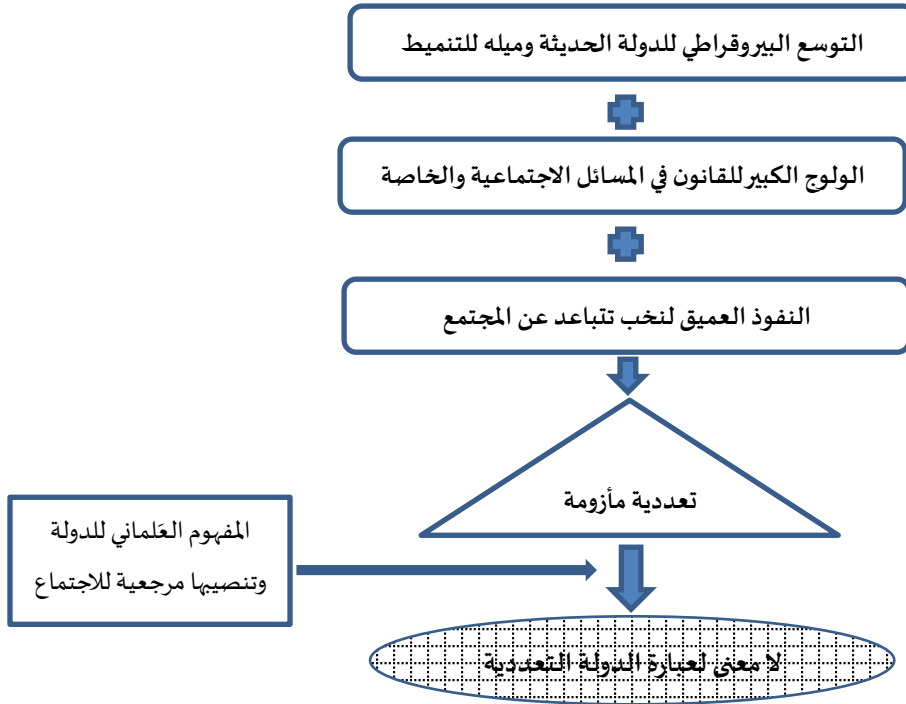 التوسع البيروقراطي للدولة الحديثة وميله للتنميط
الولوج الكبير للقانون في المسائل الاجتماعية والخاصة
النفوذ العميق لنخب تتباعد عن المجتمع
تعددية مأزومة
المفهوم العَلماني للدولة
وتنصيبها مرجعية للاجتماع
لا معنى لعبارة الدولة التعددية